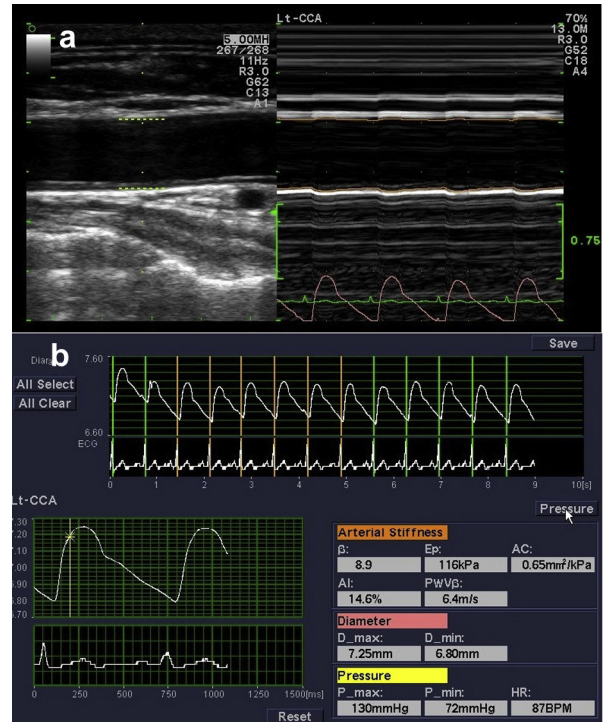 a
Lt-CCA
5.00MH
267/268
11Hz
R3.0
G62
C13
A1
70%
13.0M
R3.0
G52
C18
A4
0.75
b
Save
All Select
All Clear
7.60
6.60
ECG
0 1 2 3 4 5 6 7 8 9 10[s]
Lt-CCA
Pressure
7.30
7.20
7.10
7.00
6.90
6.80
6.70
0 250 500 750 1000 1250 1500[ms]
Reset
Arterial Stiffness
β: Ep: AC:
8.9 116kPa 0.65mm²/kPa
AI: PWVβ:
14.6% 6.4m/s
Diameter
D_max: D_min:
7.25mm 6.80mm
Pressure
P_max: P_min: HR:
130mmHg 72mmHg 87BPM